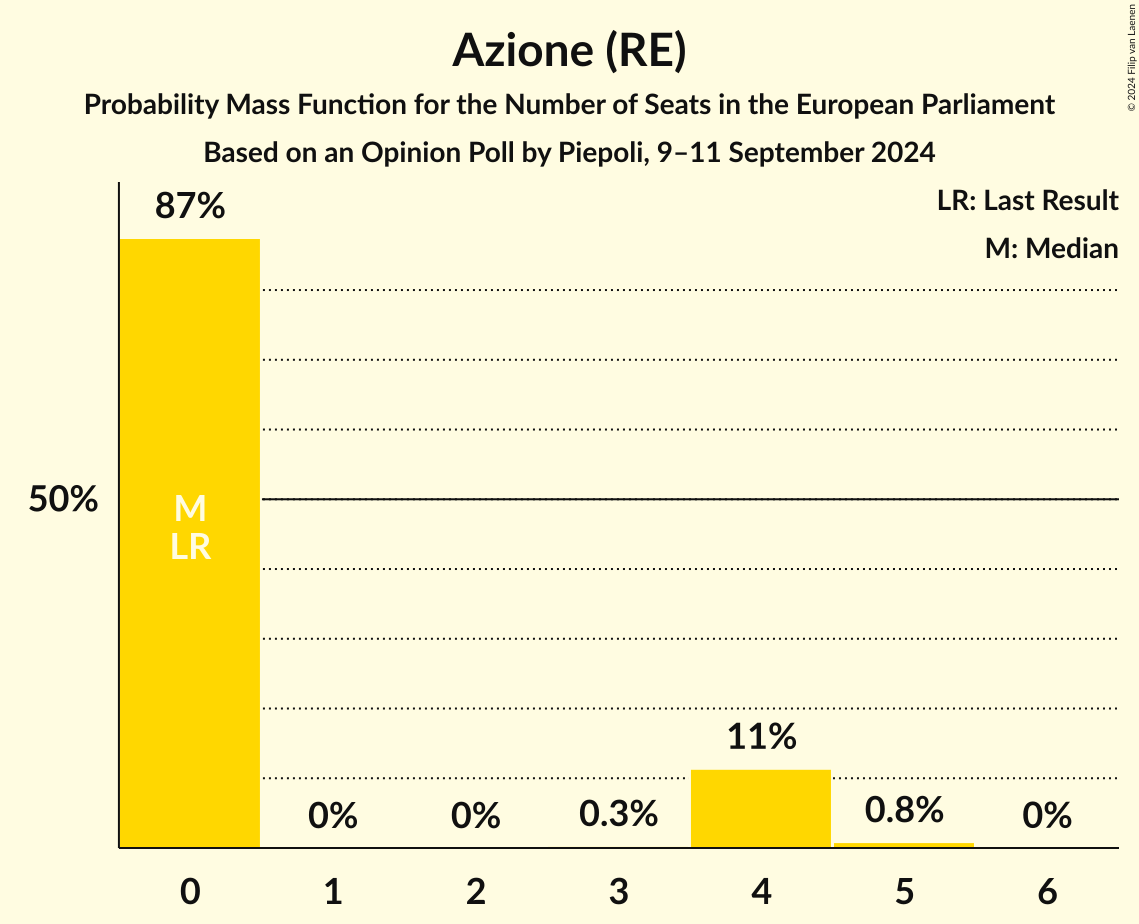 Azione (RE)
Probability Mass Function for the Number of Seats in the European Parliament
Based on an Opinion Poll by Piepoli, 9–11 September 2024
© 2024 Filip van Laenen
LR: Last Result
M: Median
87%
50%
M
LR
0%
0%
0.3%
11%
0.8%
0%
0
1
2
3
4
5
6